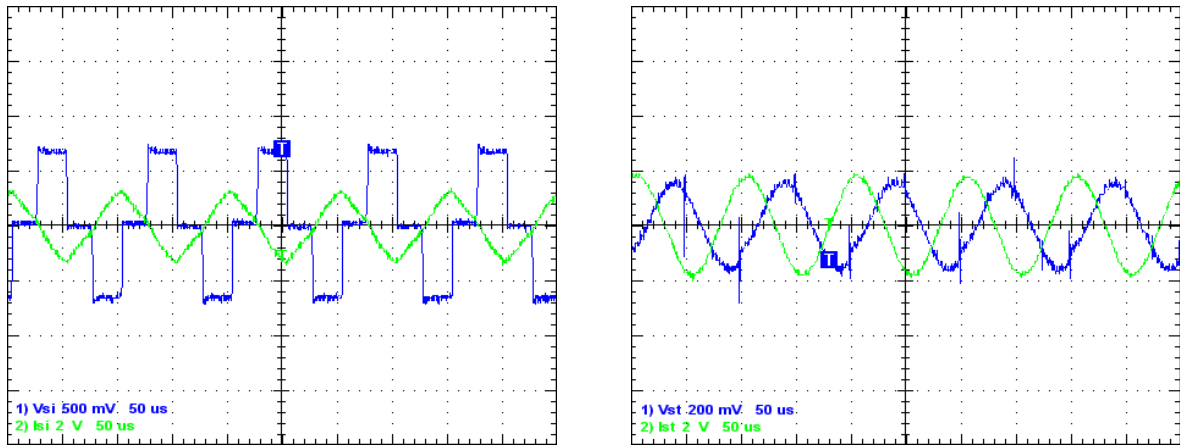 T
T
1) Vsi 500 mV 50 us
2) Isi 2 V 50 us
T
T
1) Vst 200 mV 50 us
2) Ist 2 V 50 us